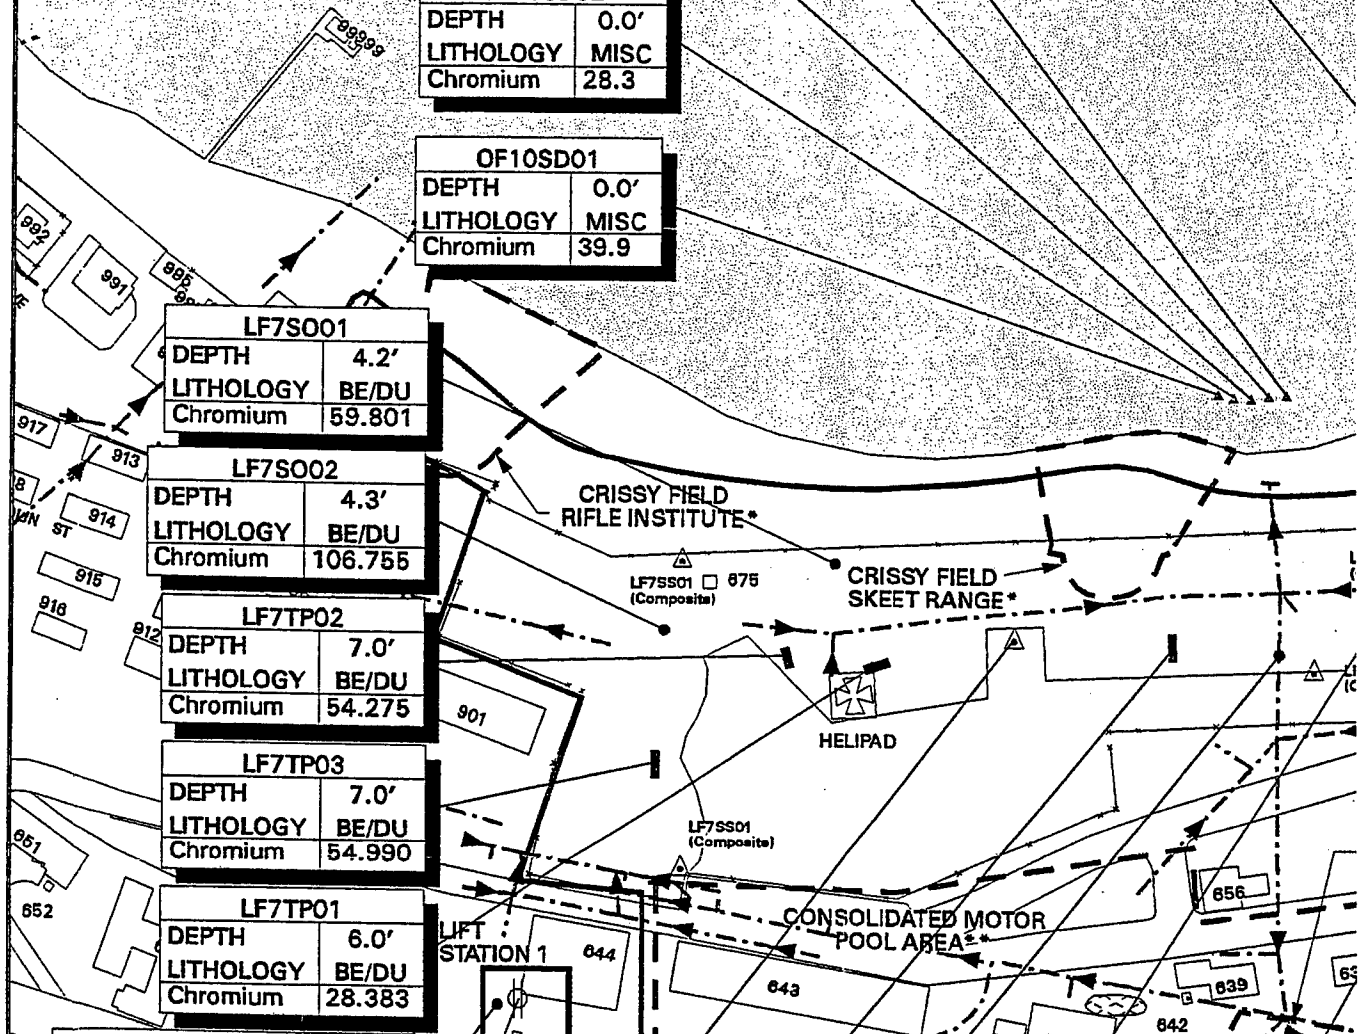 DEPTH 0.0'
LITHOLOGY MISC
Chromium 28.3
OF10SD01
DEPTH 0.0'
LITHOLOGY MISC
Chromium 39.9
LF7SO01
DEPTH 4.2'
LITHOLOGY BE/DU
Chromium 59.801
LF7SO02
DEPTH 4.3'
LITHOLOGY BE/DU
Chromium 106.755
LF7TP02
DEPTH 7.0'
LITHOLOGY BE/DU
Chromium 54.275
LF7TP03
DEPTH 7.0'
LITHOLOGY BE/DU
Chromium 54.990
LF7TP01
DEPTH 6.0'
LITHOLOGY BE/DU
Chromium 28.383
99999
992
991
995
917
913
914
ST
915
916
912
CRISSY FIELD
RIFLE INSTITUTE*
LF7SS01 675
(Composite)
CRISSY FIELD
SKEET RANGE*
901
HELIPAD
LF7SS01
(Composite)
651
652
LIFT
STATION 1
644
643
CONSOLIDATED MOTOR
POOL AREA**
656
639
642